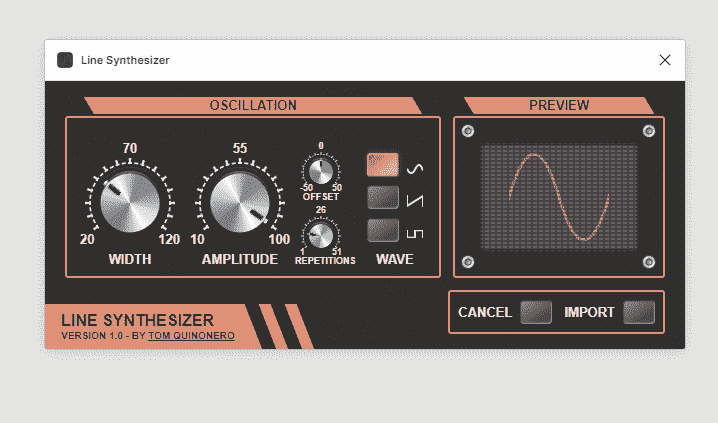 Line Synthesizer
OSCILLATION
PREVIEW
70
55
0
-50 50
OFFSET
26
20 120
10 100
1 51
WIDTH
AMPLITUDE
REPETITIONS
WAVE
CANCEL
IMPORT
LINE SYNTHESIZER
VERSION 1.0 - BY TOM QUINONERO